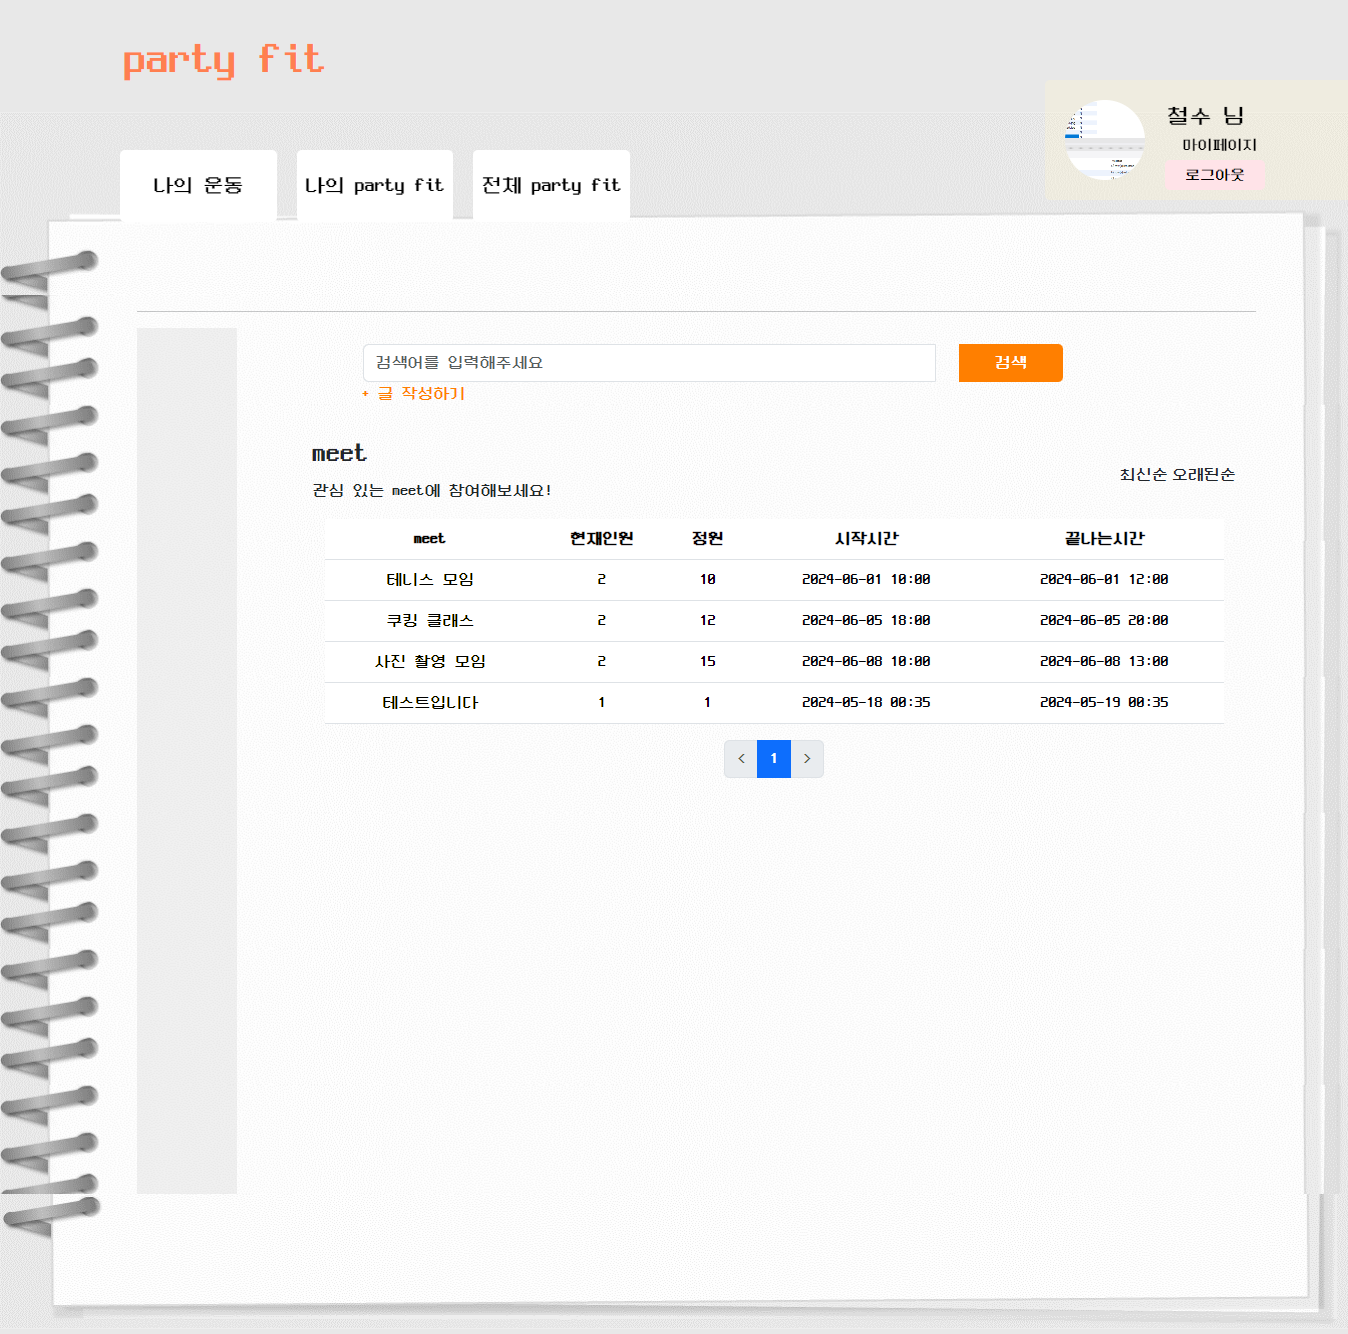 party fit
철수 님
마이페이지
로그아웃
나의 운동
나의 party fit
전체 party fit
검색어를 입력해주세요
검색
+ 글 작성하기
meet
관심 있는 meet에 참여해보세요!
최신순 오래된순
meet 현재인원 정원 시작시간 끝나는시간
테니스 모임 2 10 2024-06-01 10:00 2024-06-01 12:00
쿠킹 클래스 2 12 2024-06-05 18:00 2024-06-05 20:00
사진 촬영 모임 2 15 2024-06-08 10:00 2024-06-08 13:00
테스트입니다 1 1 2024-05-18 00:35 2024-05-19 00:35
< 1 >